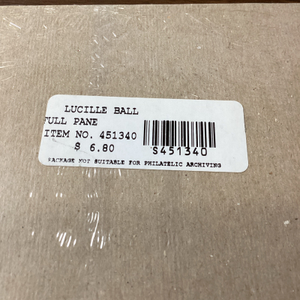 LUCILLE BALL
FULL PANE
ITEM NO. 451340
$ 6.80
S451340
PACKAGE NOT SUITABLE FOR PHILATELIC ARCHIVING